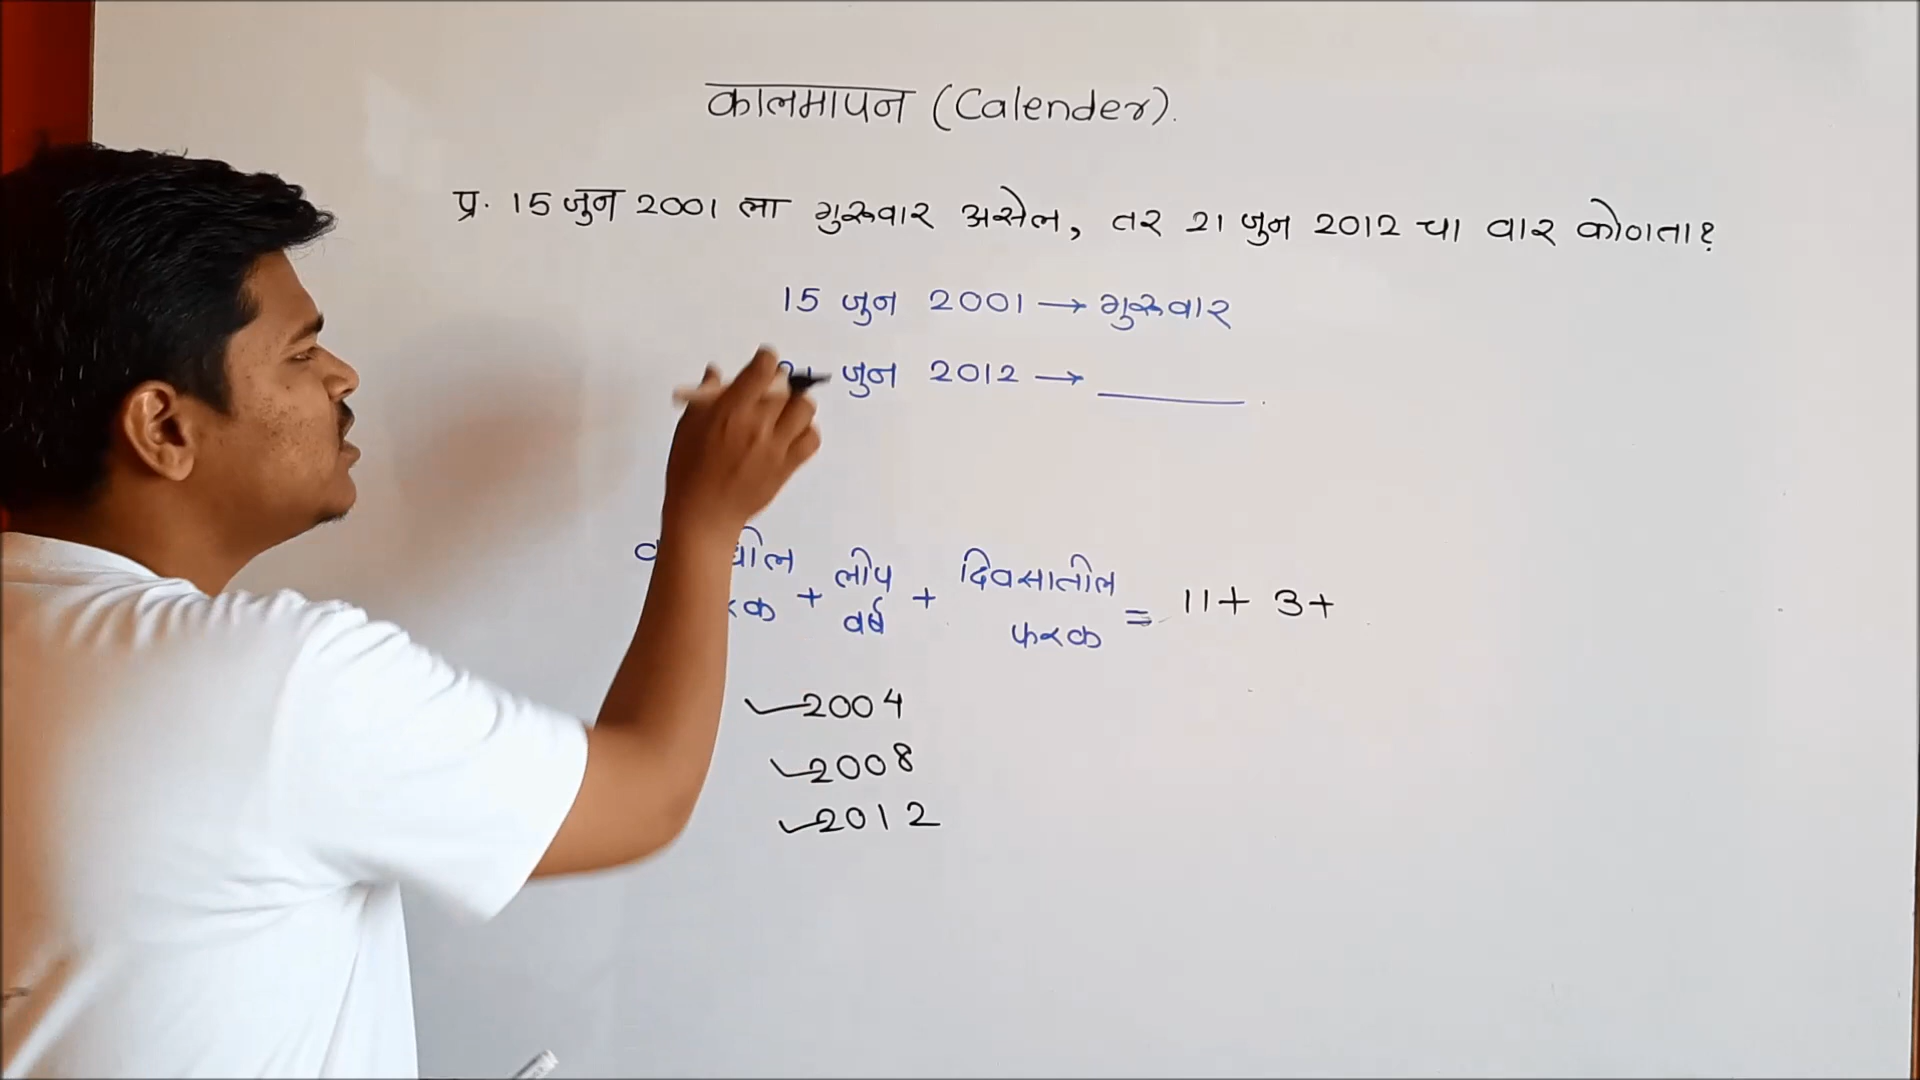 कालमापन (Calender).
प्र. 15 जुन 2001 ला गुरुवार असेल, तर 21 जुन 2012 चा वार कोणता?
15 जुन 2001 → गुरुवार
21 जुन 2012 →
+ लीप वर्ष + दिवसातील फरक = 11+ 3+
2004
2008
2012